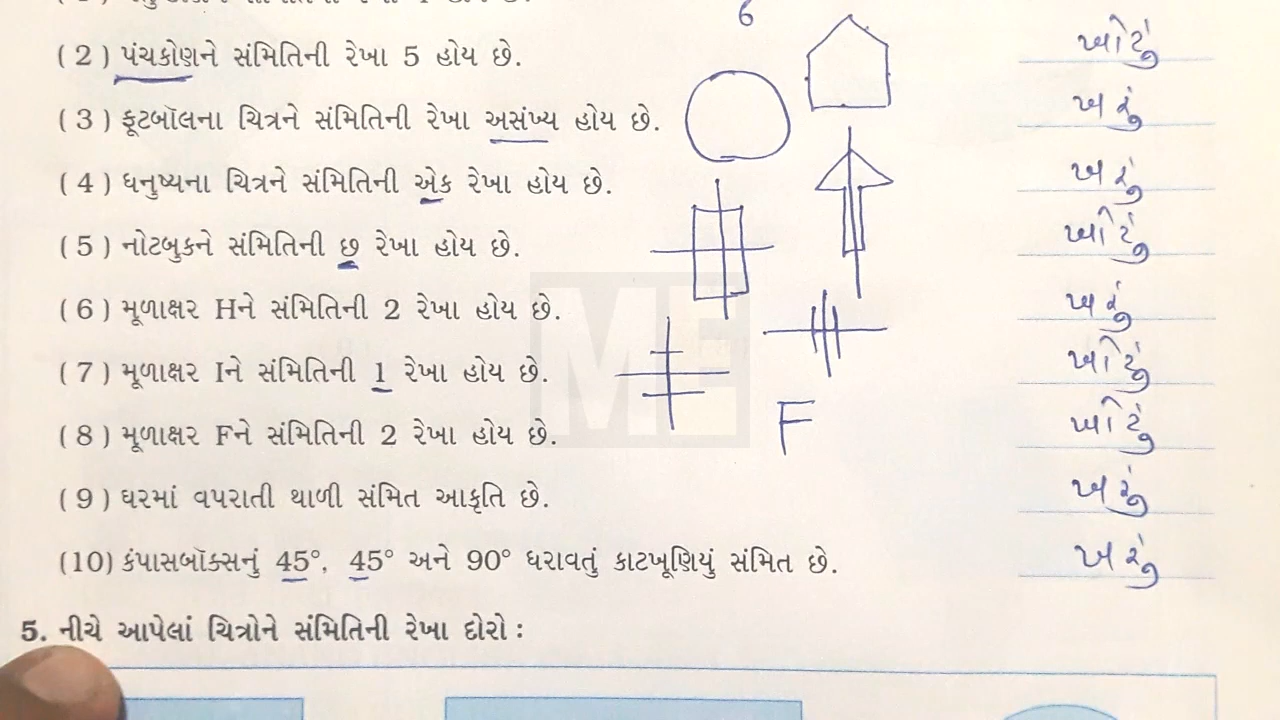 6
(2) પંચકોણને સંમિતિની રેખા 5 હોય છે. ખોટું
(3) ફૂટબૉલના ચિત્રને સંમિતિની રેખા અસંખ્ય હોય છે. ખરું
(4) ધનુષ્યના ચિત્રને સંમિતિની એક રેખા હોય છે. ખરું
(5) નોટબુકને સંમિતિની છ રેખા હોય છે. ખોટું
(6) મૂળાક્ષર Hને સંમિતિની 2 રેખા હોય છે. ખરું
(7) મૂળાક્ષર Iને સંમિતિની 1 રેખા હોય છે. ખોટું
(8) મૂળાક્ષર Fને સંમિતિની 2 રેખા હોય છે. F ખોટું
(9) ઘરમાં વપરાતી થાળી સંમિત આકૃતિ છે. ખરું
(10) કંપાસબૉક્સનું 45°, 45° અને 90° ધરાવતું કાટખૂણિયું સંમિત છે. ખરું
5. નીચે આપેલાં ચિત્રોને સંમિતિની રેખા દોરો :
ME